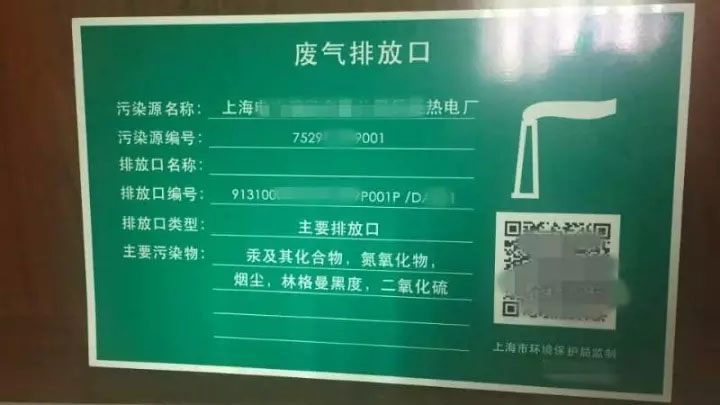 废气排放口
污染源名称: 上海电 热电厂
污染源编号: 7529 9001
排放口名称:
排放口编号: 913100 P001P /D 1
排放口类型: 主要排放口
主要污染物: 汞及其化合物,氮氧化物,
烟尘,林格曼黑度,二氧化硫
上海市环境保护局监制